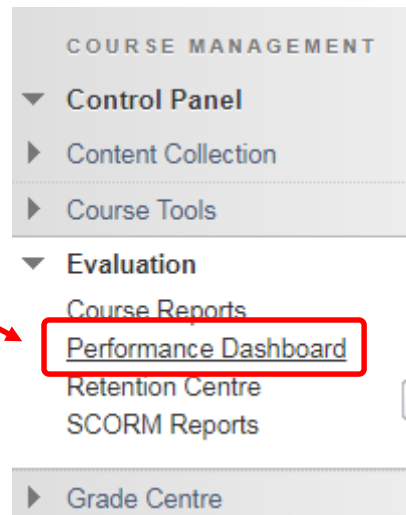 COURSE MANAGEMENT
Control Panel
Content Collection
Course Tools
Evaluation
Course Reports
Performance Dashboard
Retention Centre
SCORM Reports
Grade Centre